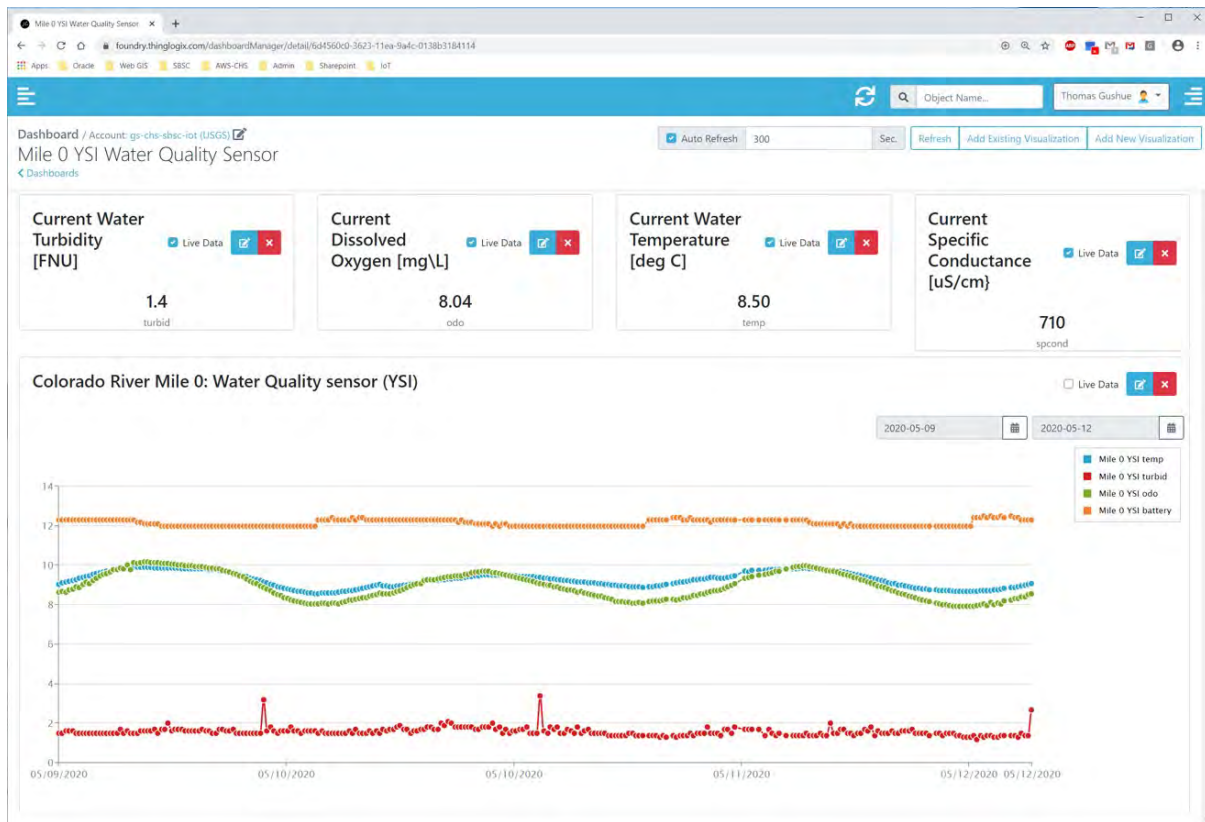 Mile 0 YSI Water Quality Sensor
foundry.thinglogix.com/dashboardManager/detail/6d4560c0-3623-11ea-9a4c-0138b3184114
Apps Oracle Web GIS SBSC AWS-CHS Admin Sharepoint IoT
Object Name...
Thomas Gushue
Dashboard / Account: gs-chs-sbsc-iot (USGS)
Mile 0 YSI Water Quality Sensor
Dashboards
Auto Refresh 300 Sec. Refresh Add Existing Visualization Add New Visualization
Current Water
Turbidity
[FNU]
Live Data
1.4
turbid
Current
Dissolved
Oxygen [mg\L]
Live Data
8.04
odo
Current Water
Temperature
[deg C]
Live Data
8.50
temp
Current
Specific
Conductance
[uS/cm}
Live Data
710
spcond
Colorado River Mile 0: Water Quality sensor (YSI)
Live Data
2020-05-09 2020-05-12
Mile 0 YSI temp
Mile 0 YSI turbid
Mile 0 YSI odo
Mile 0 YSI battery
14
12
10
8
6
4
2
0
05/09/2020 05/10/2020 05/10/2020 05/11/2020 05/12/2020 05/12/2020